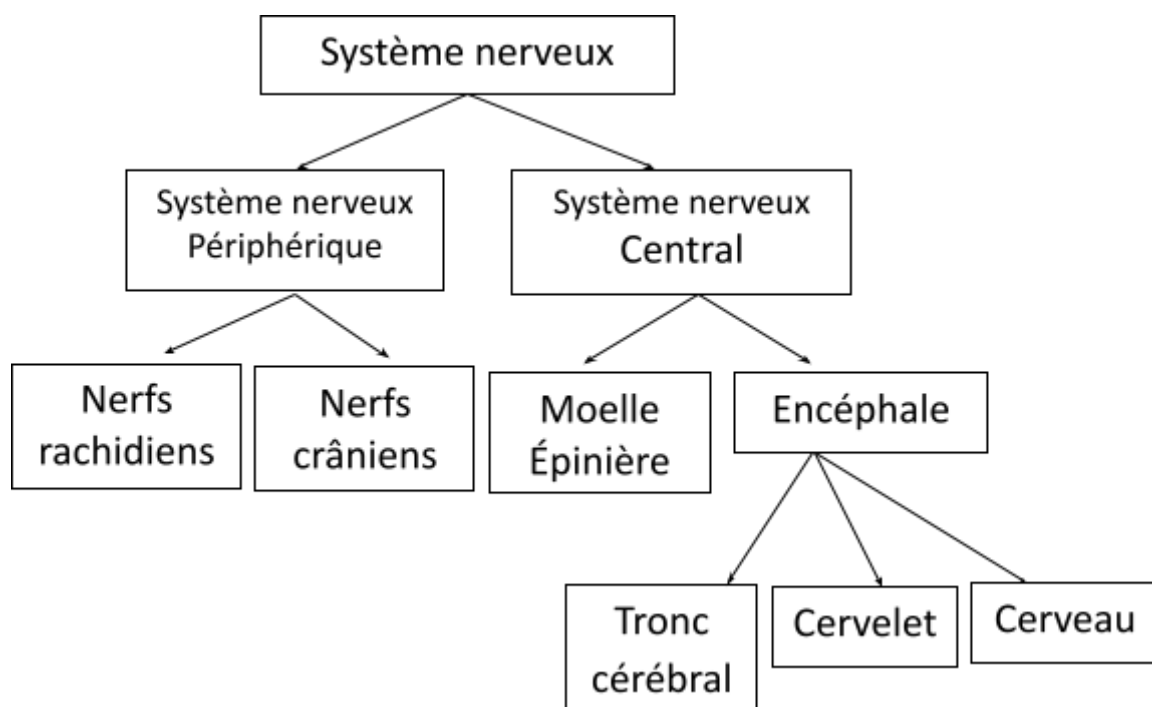 Système nerveux
Système nerveux
Périphérique
Système nerveux
Central
Nerfs
rachidiens
Nerfs
crâniens
Moelle
Épinière
Encéphale
Tronc
cérébral
Cervelet
Cerveau